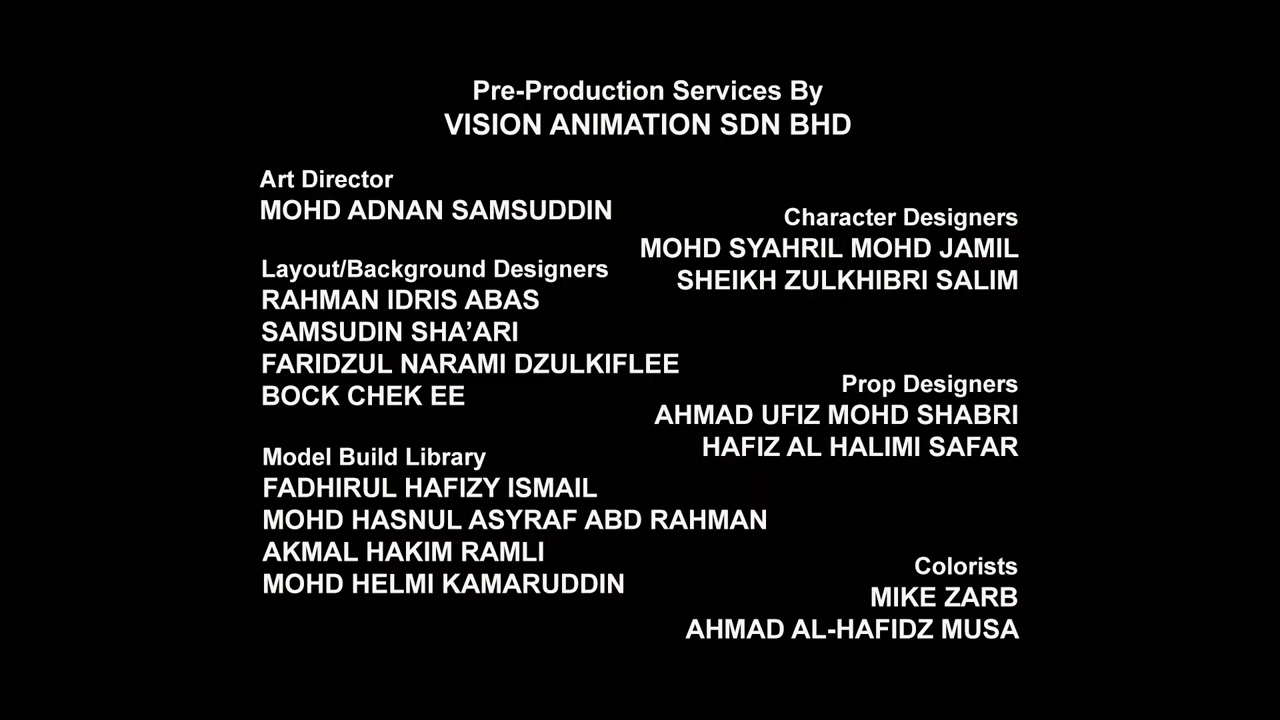 Pre-Production Services By
VISION ANIMATION SDN BHD
Art Director
MOHD ADNAN SAMSUDDIN
Character Designers
MOHD SYAHRIL MOHD JAMIL
SHEIKH ZULKHIBRI SALIM
Layout/Background Designers
RAHMAN IDRIS ABAS
SAMSUDIN SHA’ARI
FARIDZUL NARAMI DZULKIFLEE
BOCK CHEK EE
Prop Designers
AHMAD UFIZ MOHD SHABRI
HAFIZ AL HALIMI SAFAR
Model Build Library
FADHIRUL HAFIZY ISMAIL
MOHD HASNUL ASYRAF ABD RAHMAN
AKMAL HAKIM RAMLI
MOHD HELMI KAMARUDDIN
Colorists
MIKE ZARB
AHMAD AL-HAFIDZ MUSA